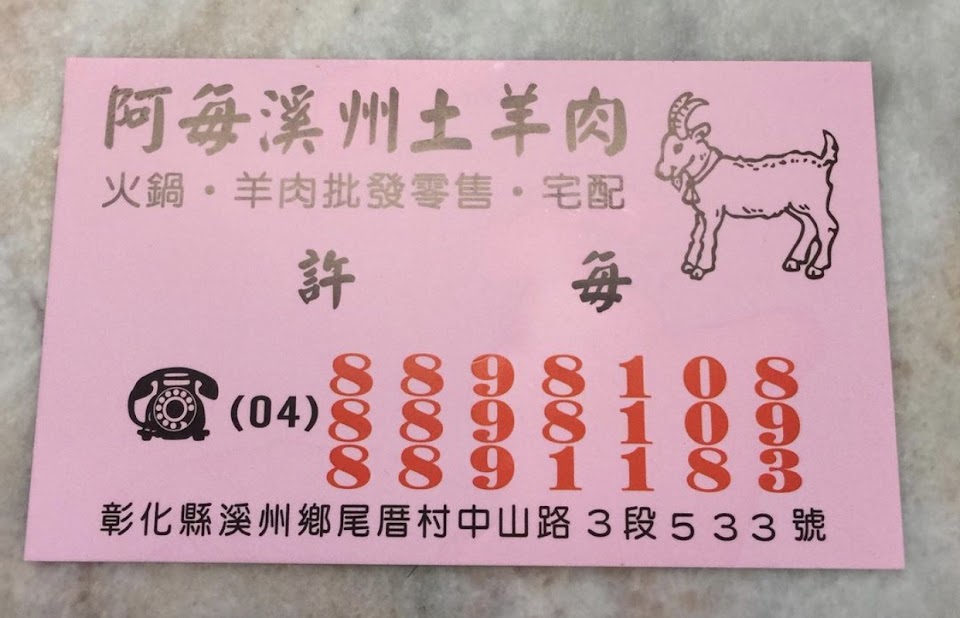 阿每溪州土羊肉
火鍋・羊肉批發零售・宅配
許 每
(04) 8898108
8898109
8891183
彰化縣溪州鄉尾厝村中山路3段533號